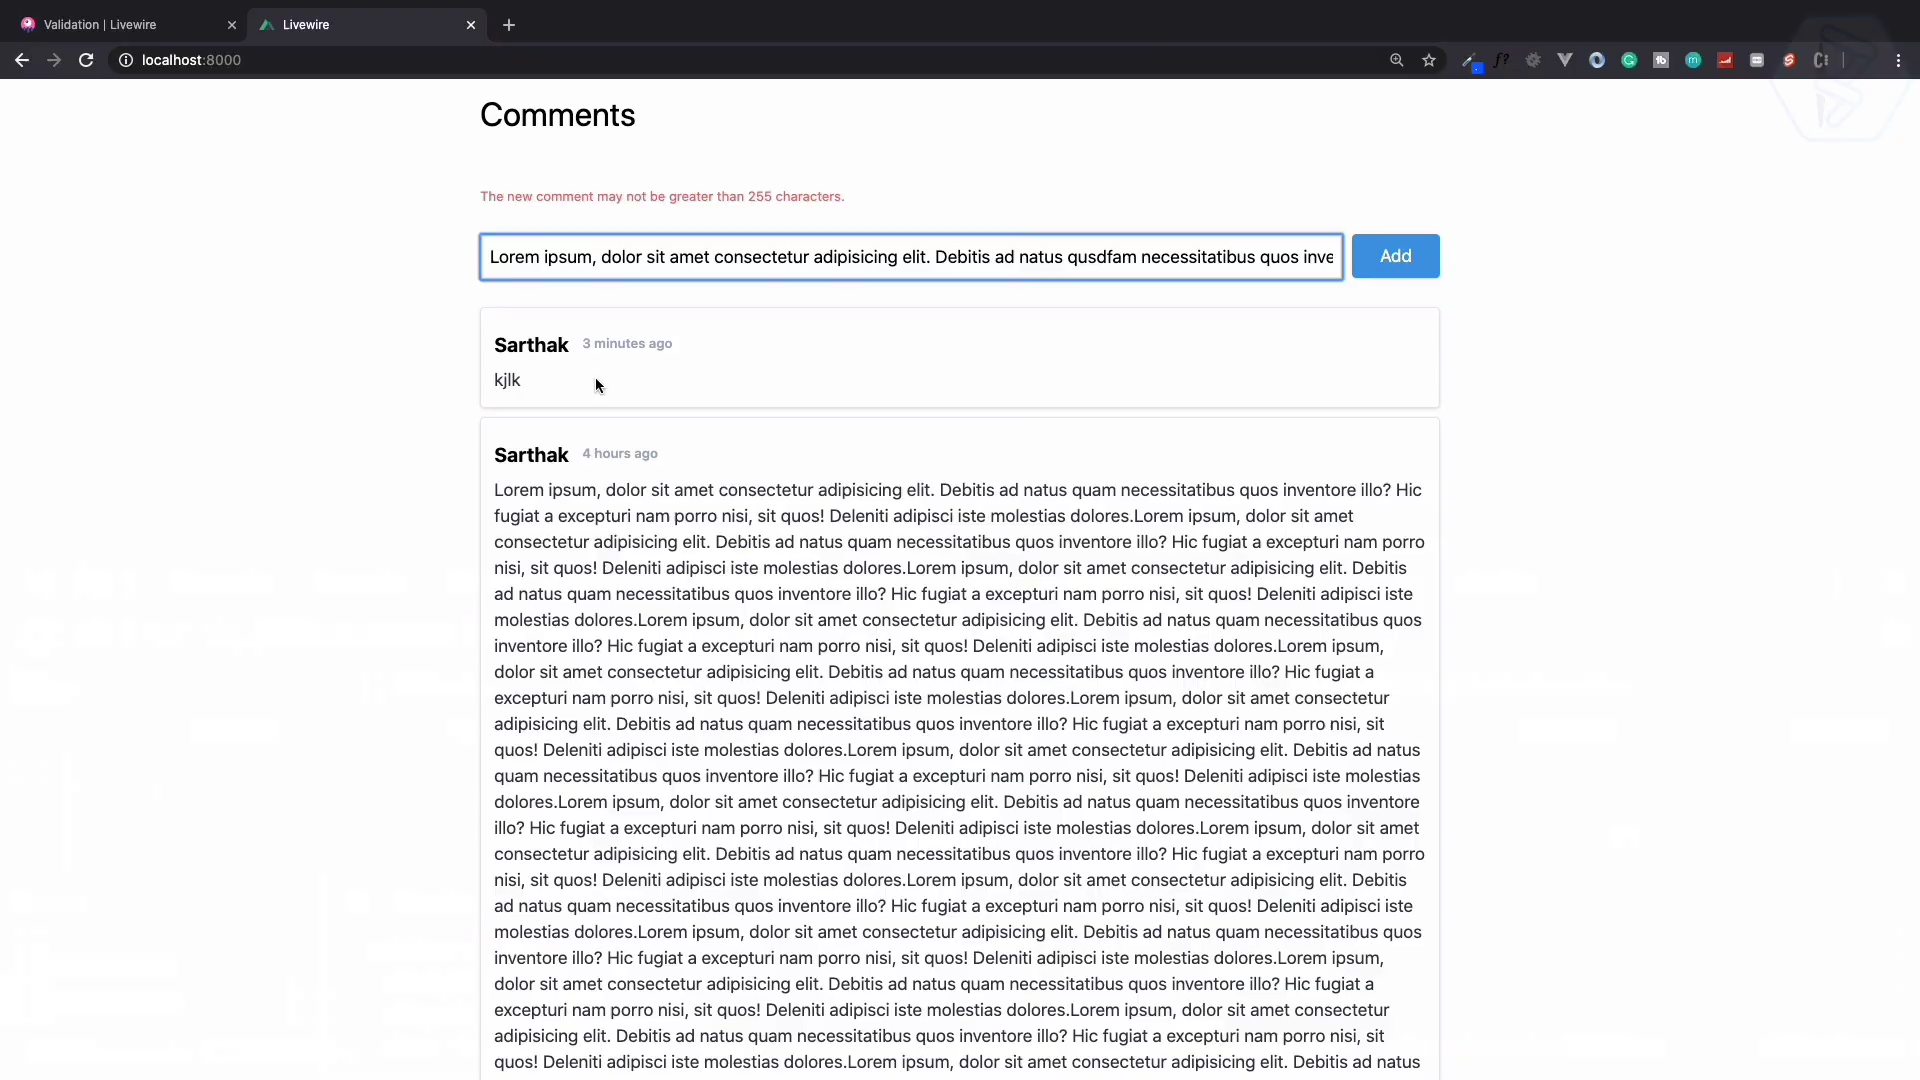 Validation | Livewire
Livewire
localhost:8000
Comments
The new comment may not be greater than 255 characters.
Lorem ipsum, dolor sit amet consectetur adipisicing elit. Debitis ad natus qusdfam necessitatibus quos inve
Add
Sarthak 3 minutes ago
kjlk
Sarthak 4 hours ago
Lorem ipsum, dolor sit amet consectetur adipisicing elit. Debitis ad natus quam necessitatibus quos inventore illo? Hic
fugiat a excepturi nam porro nisi, sit quos! Deleniti adipisci iste molestias dolores.Lorem ipsum, dolor sit amet
consectetur adipisicing elit. Debitis ad natus quam necessitatibus quos inventore illo? Hic fugiat a excepturi nam porro
nisi, sit quos! Deleniti adipisci iste molestias dolores.Lorem ipsum, dolor sit amet consectetur adipisicing elit. Debitis
ad natus quam necessitatibus quos inventore illo? Hic fugiat a excepturi nam porro nisi, sit quos! Deleniti adipisci iste
molestias dolores.Lorem ipsum, dolor sit amet consectetur adipisicing elit. Debitis ad natus quam necessitatibus quos
inventore illo? Hic fugiat a excepturi nam porro nisi, sit quos! Deleniti adipisci iste molestias dolores.Lorem ipsum,
dolor sit amet consectetur adipisicing elit. Debitis ad natus quam necessitatibus quos inventore illo? Hic fugiat a
excepturi nam porro nisi, sit quos! Deleniti adipisci iste molestias dolores.Lorem ipsum, dolor sit amet consectetur
adipisicing elit. Debitis ad natus quam necessitatibus quos inventore illo? Hic fugiat a excepturi nam porro nisi, sit
quos! Deleniti adipisci iste molestias dolores.Lorem ipsum, dolor sit amet consectetur adipisicing elit. Debitis ad natus
quam necessitatibus quos inventore illo? Hic fugiat a excepturi nam porro nisi, sit quos! Deleniti adipisci iste molestias
dolores.Lorem ipsum, dolor sit amet consectetur adipisicing elit. Debitis ad natus quam necessitatibus quos inventore
illo? Hic fugiat a excepturi nam porro nisi, sit quos! Deleniti adipisci iste molestias dolores.Lorem ipsum, dolor sit amet
consectetur adipisicing elit. Debitis ad natus quam necessitatibus quos inventore illo? Hic fugiat a excepturi nam porro
nisi, sit quos! Deleniti adipisci iste molestias dolores.Lorem ipsum, dolor sit amet consectetur adipisicing elit. Debitis
ad natus quam necessitatibus quos inventore illo? Hic fugiat a excepturi nam porro nisi, sit quos! Deleniti adipisci iste
molestias dolores.Lorem ipsum, dolor sit amet consectetur adipisicing elit. Debitis ad natus quam necessitatibus quos
inventore illo? Hic fugiat a excepturi nam porro nisi, sit quos! Deleniti adipisci iste molestias dolores.Lorem ipsum,
dolor sit amet consectetur adipisicing elit. Debitis ad natus quam necessitatibus quos inventore illo? Hic fugiat a
excepturi nam porro nisi, sit quos! Deleniti adipisci iste molestias dolores.Lorem ipsum, dolor sit amet consectetur
adipisicing elit. Debitis ad natus quam necessitatibus quos inventore illo? Hic fugiat a excepturi nam porro nisi, sit
quos! Deleniti adipisci iste molestias dolores.Lorem ipsum, dolor sit amet consectetur adipisicing elit. Debitis ad natus